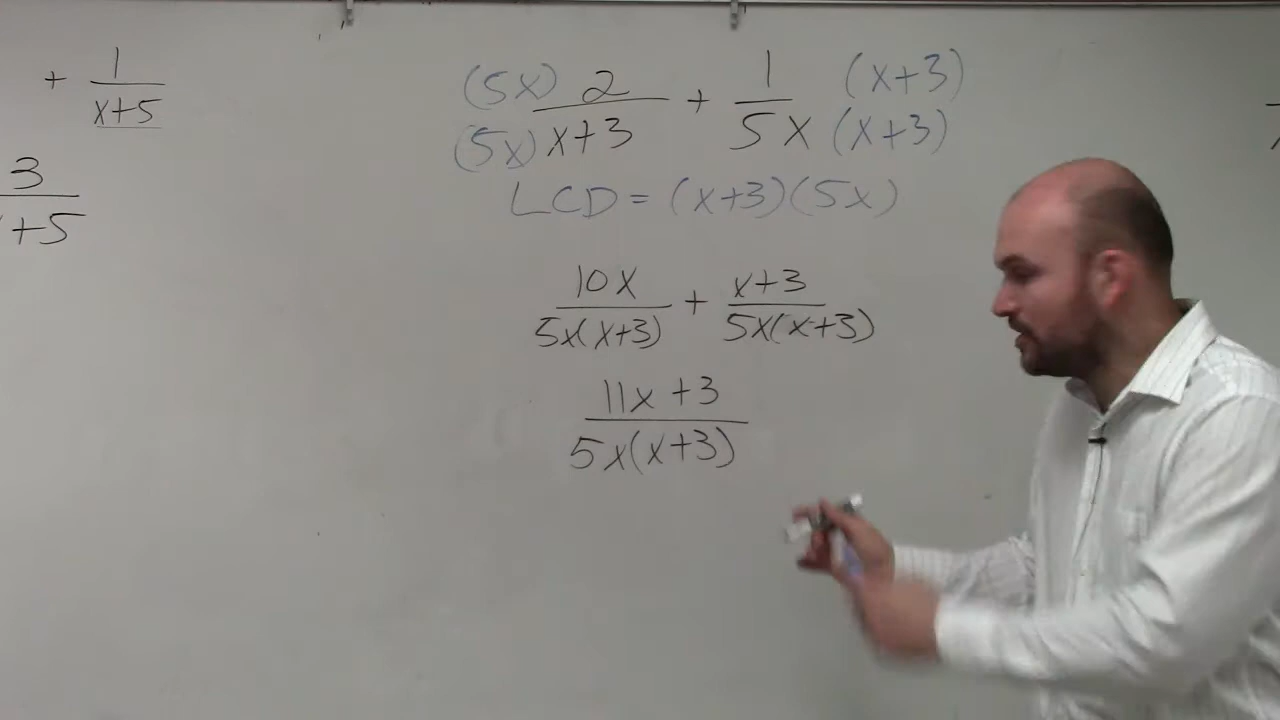 + 1/(x+5)
3/(+5)
(5x) 2 / (5x) x+3 + 1 (x+3) / 5x (x+3)
LCD = (x+3)(5x)
10x / 5x(x+3) + x+3 / 5x(x+3)
11x + 3 / 5x(x+3)